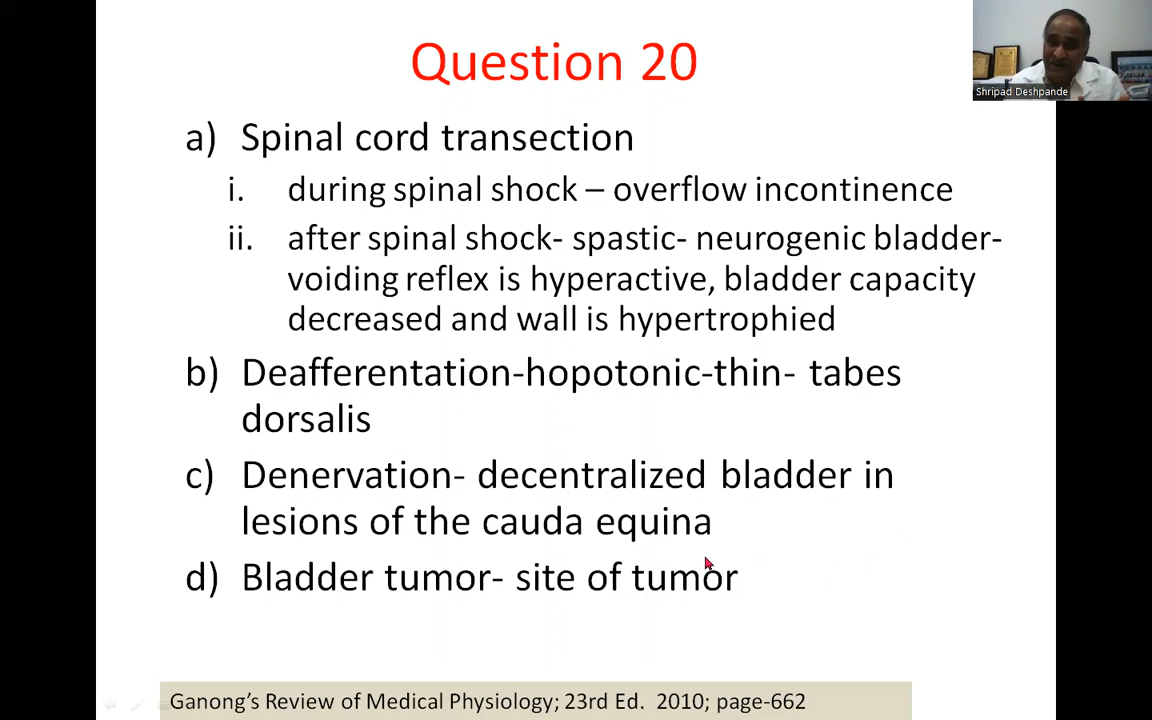 Question 20
Shripad Deshpande
a) Spinal cord transection
i. during spinal shock – overflow incontinence
ii. after spinal shock- spastic- neurogenic bladder-
voiding reflex is hyperactive, bladder capacity
decreased and wall is hypertrophied
b) Deafferentation-hopotonic-thin- tabes
dorsalis
c) Denervation- decentralized bladder in
lesions of the cauda equina
d) Bladder tumor- site of tumor
Ganong's Review of Medical Physiology; 23rd Ed. 2010; page-662